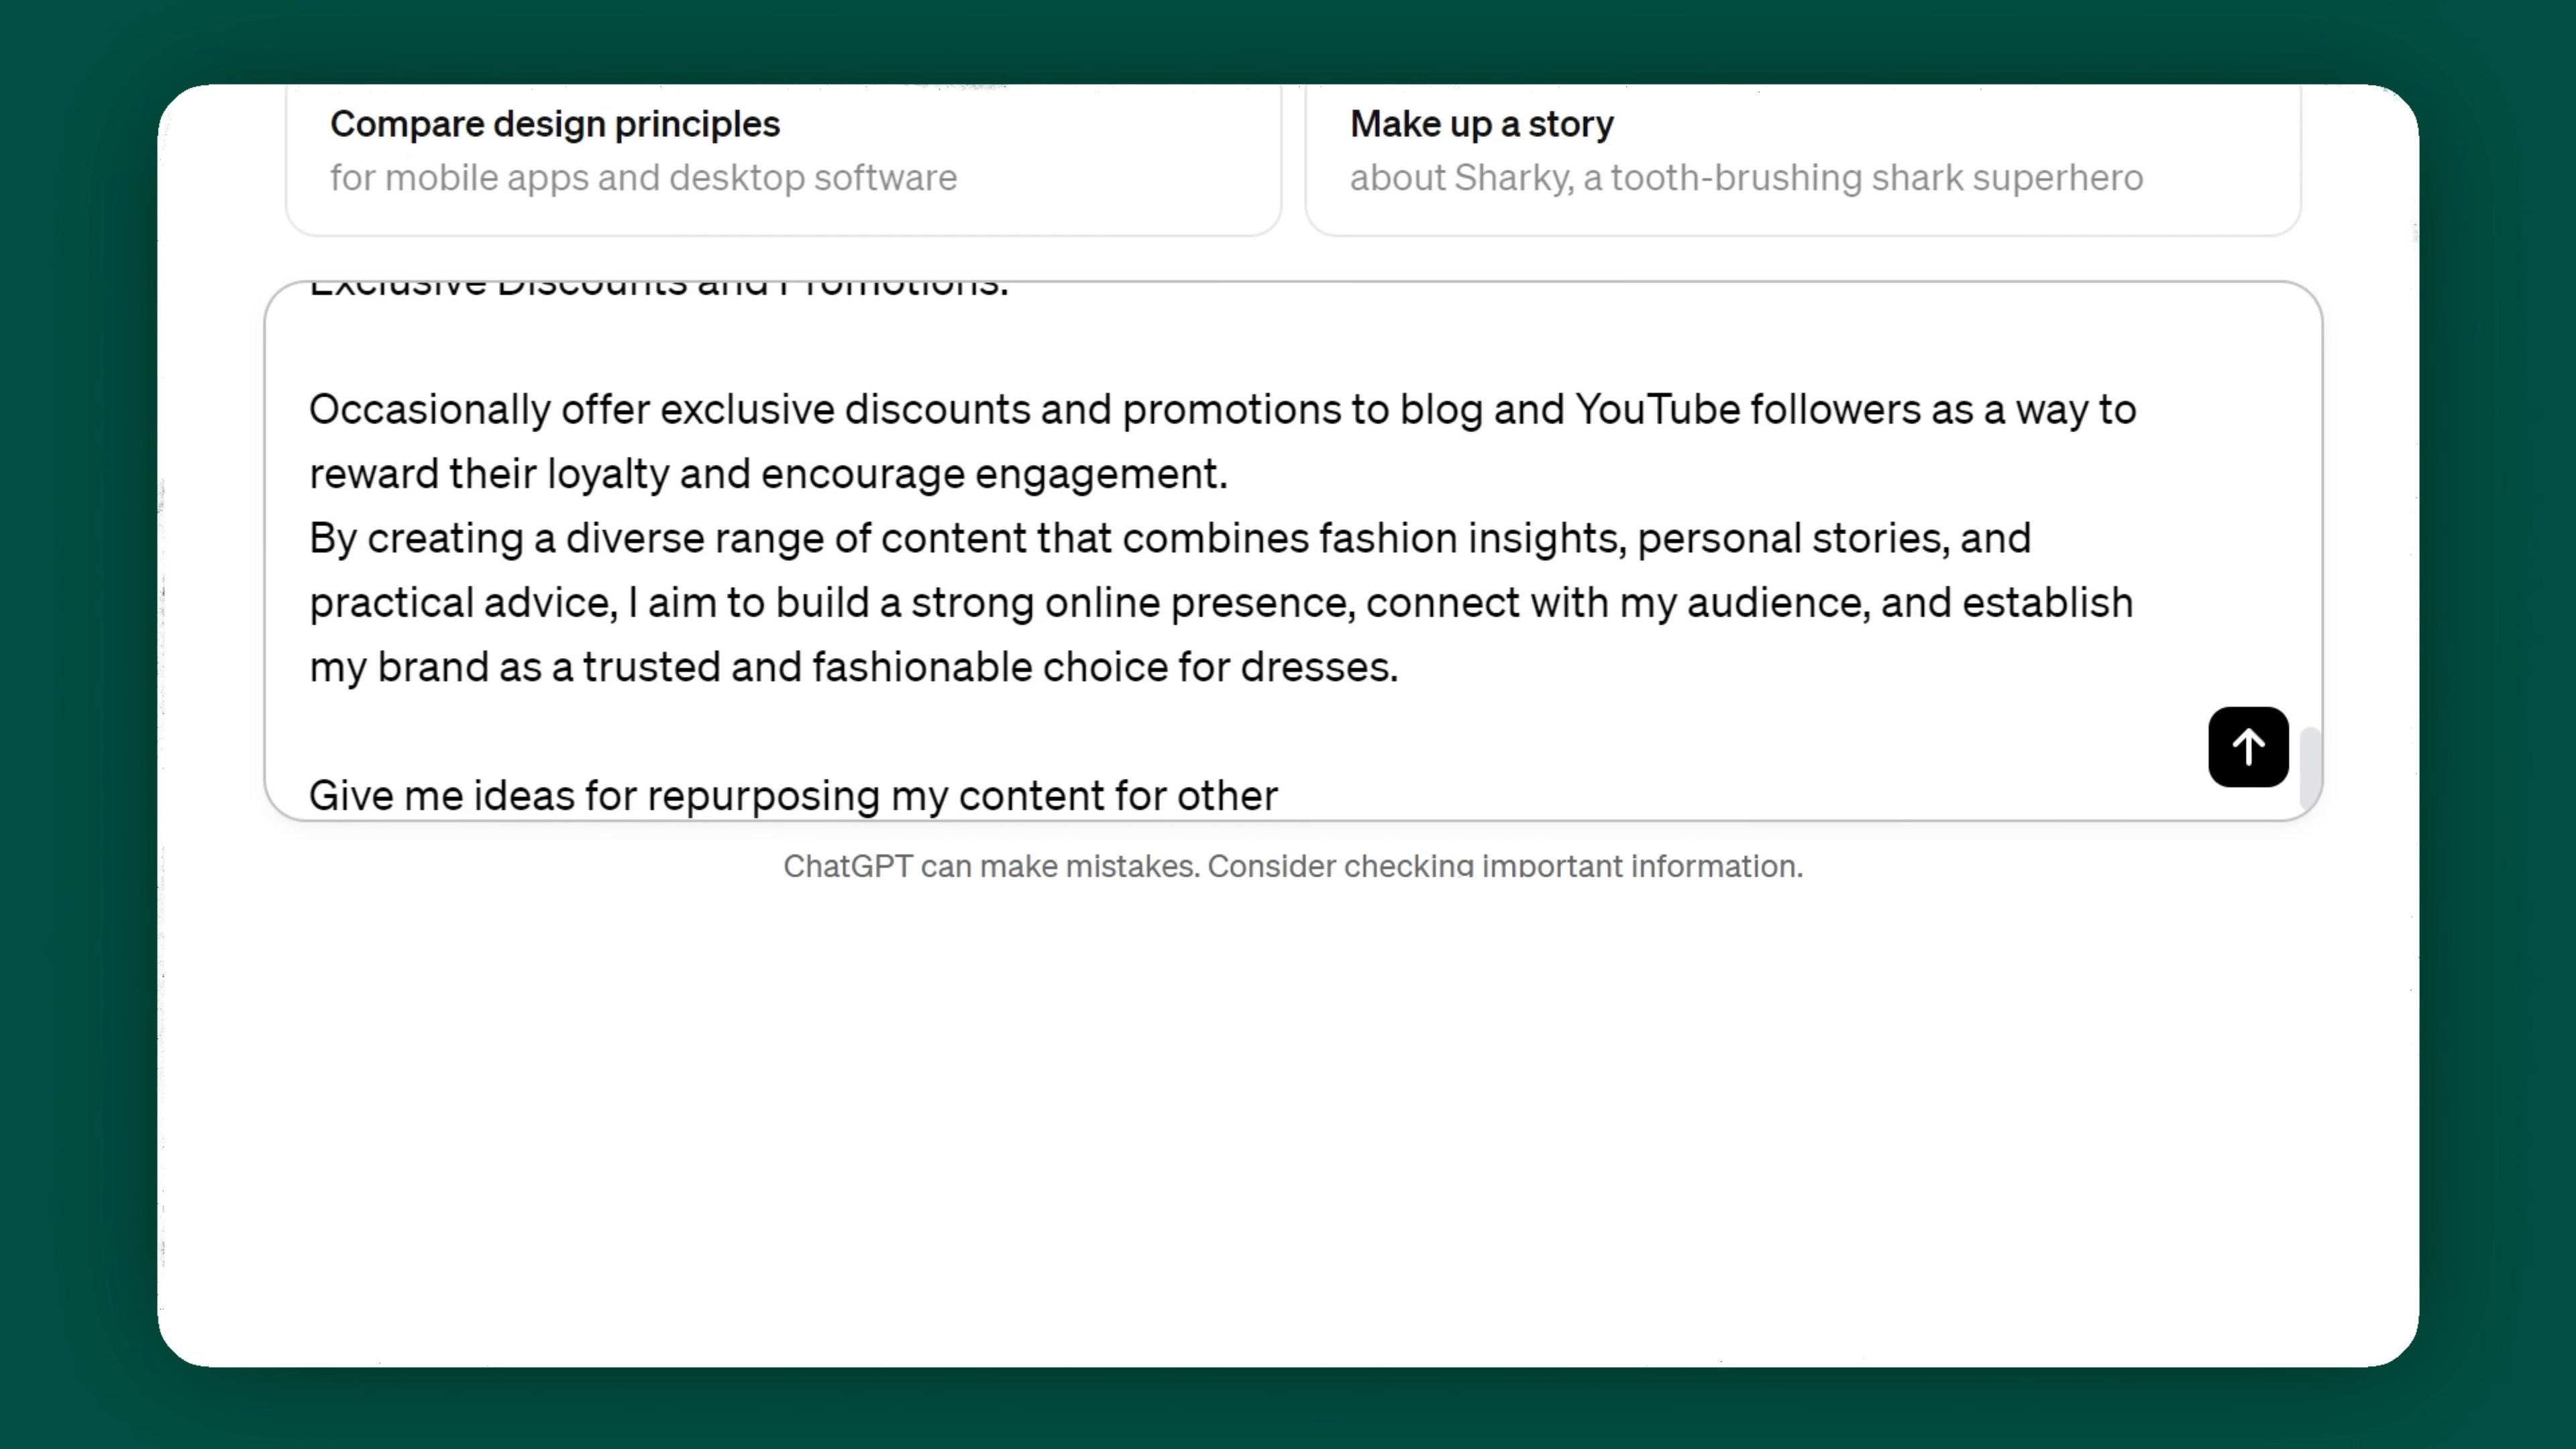 Compare design principles
for mobile apps and desktop software
Make up a story
about Sharky, a tooth-brushing shark superhero
Exclusive Discounts and Promotions.
Occasionally offer exclusive discounts and promotions to blog and YouTube followers as a way to
reward their loyalty and encourage engagement.
By creating a diverse range of content that combines fashion insights, personal stories, and
practical advice, I aim to build a strong online presence, connect with my audience, and establish
my brand as a trusted and fashionable choice for dresses.
Give me ideas for repurposing my content for other
ChatGPT can make mistakes. Consider checking important information.